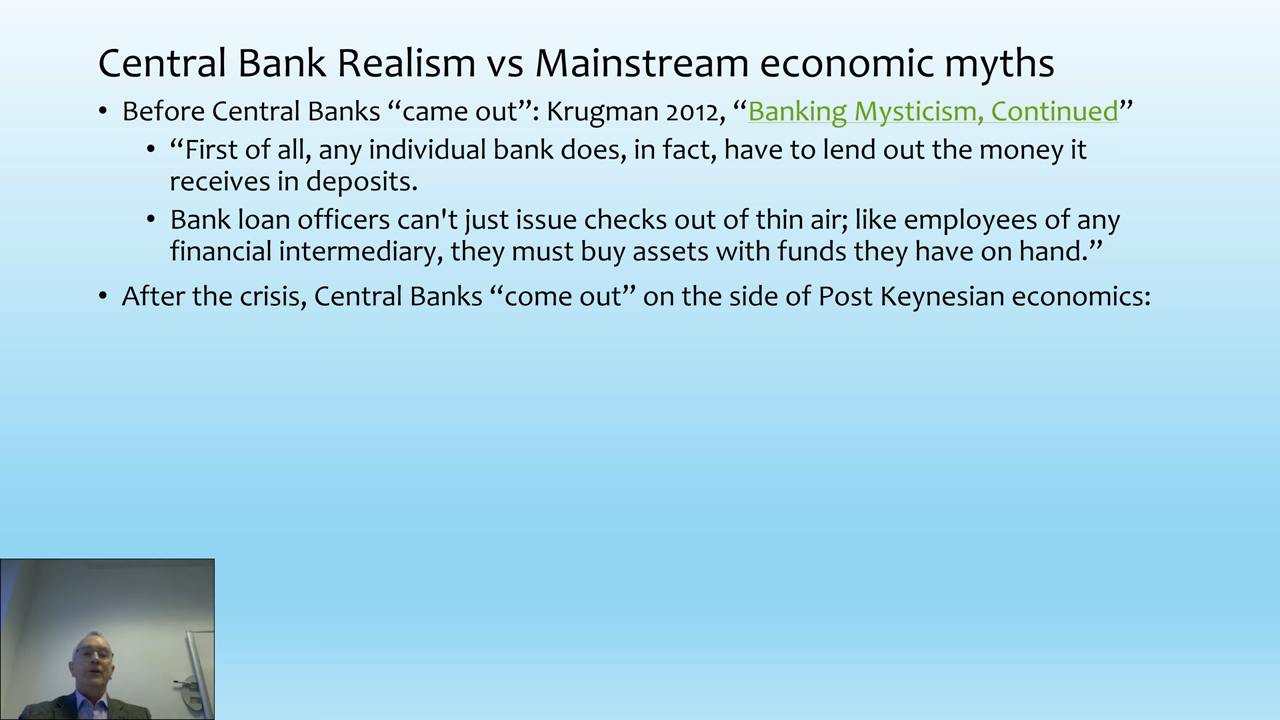 Central Bank Realism vs Mainstream economic myths
• Before Central Banks “came out”: Krugman 2012, “Banking Mysticism, Continued”
• “First of all, any individual bank does, in fact, have to lend out the money it
receives in deposits.
• Bank loan officers can't just issue checks out of thin air; like employees of any
financial intermediary, they must buy assets with funds they have on hand.”
• After the crisis, Central Banks “come out” on the side of Post Keynesian economics: